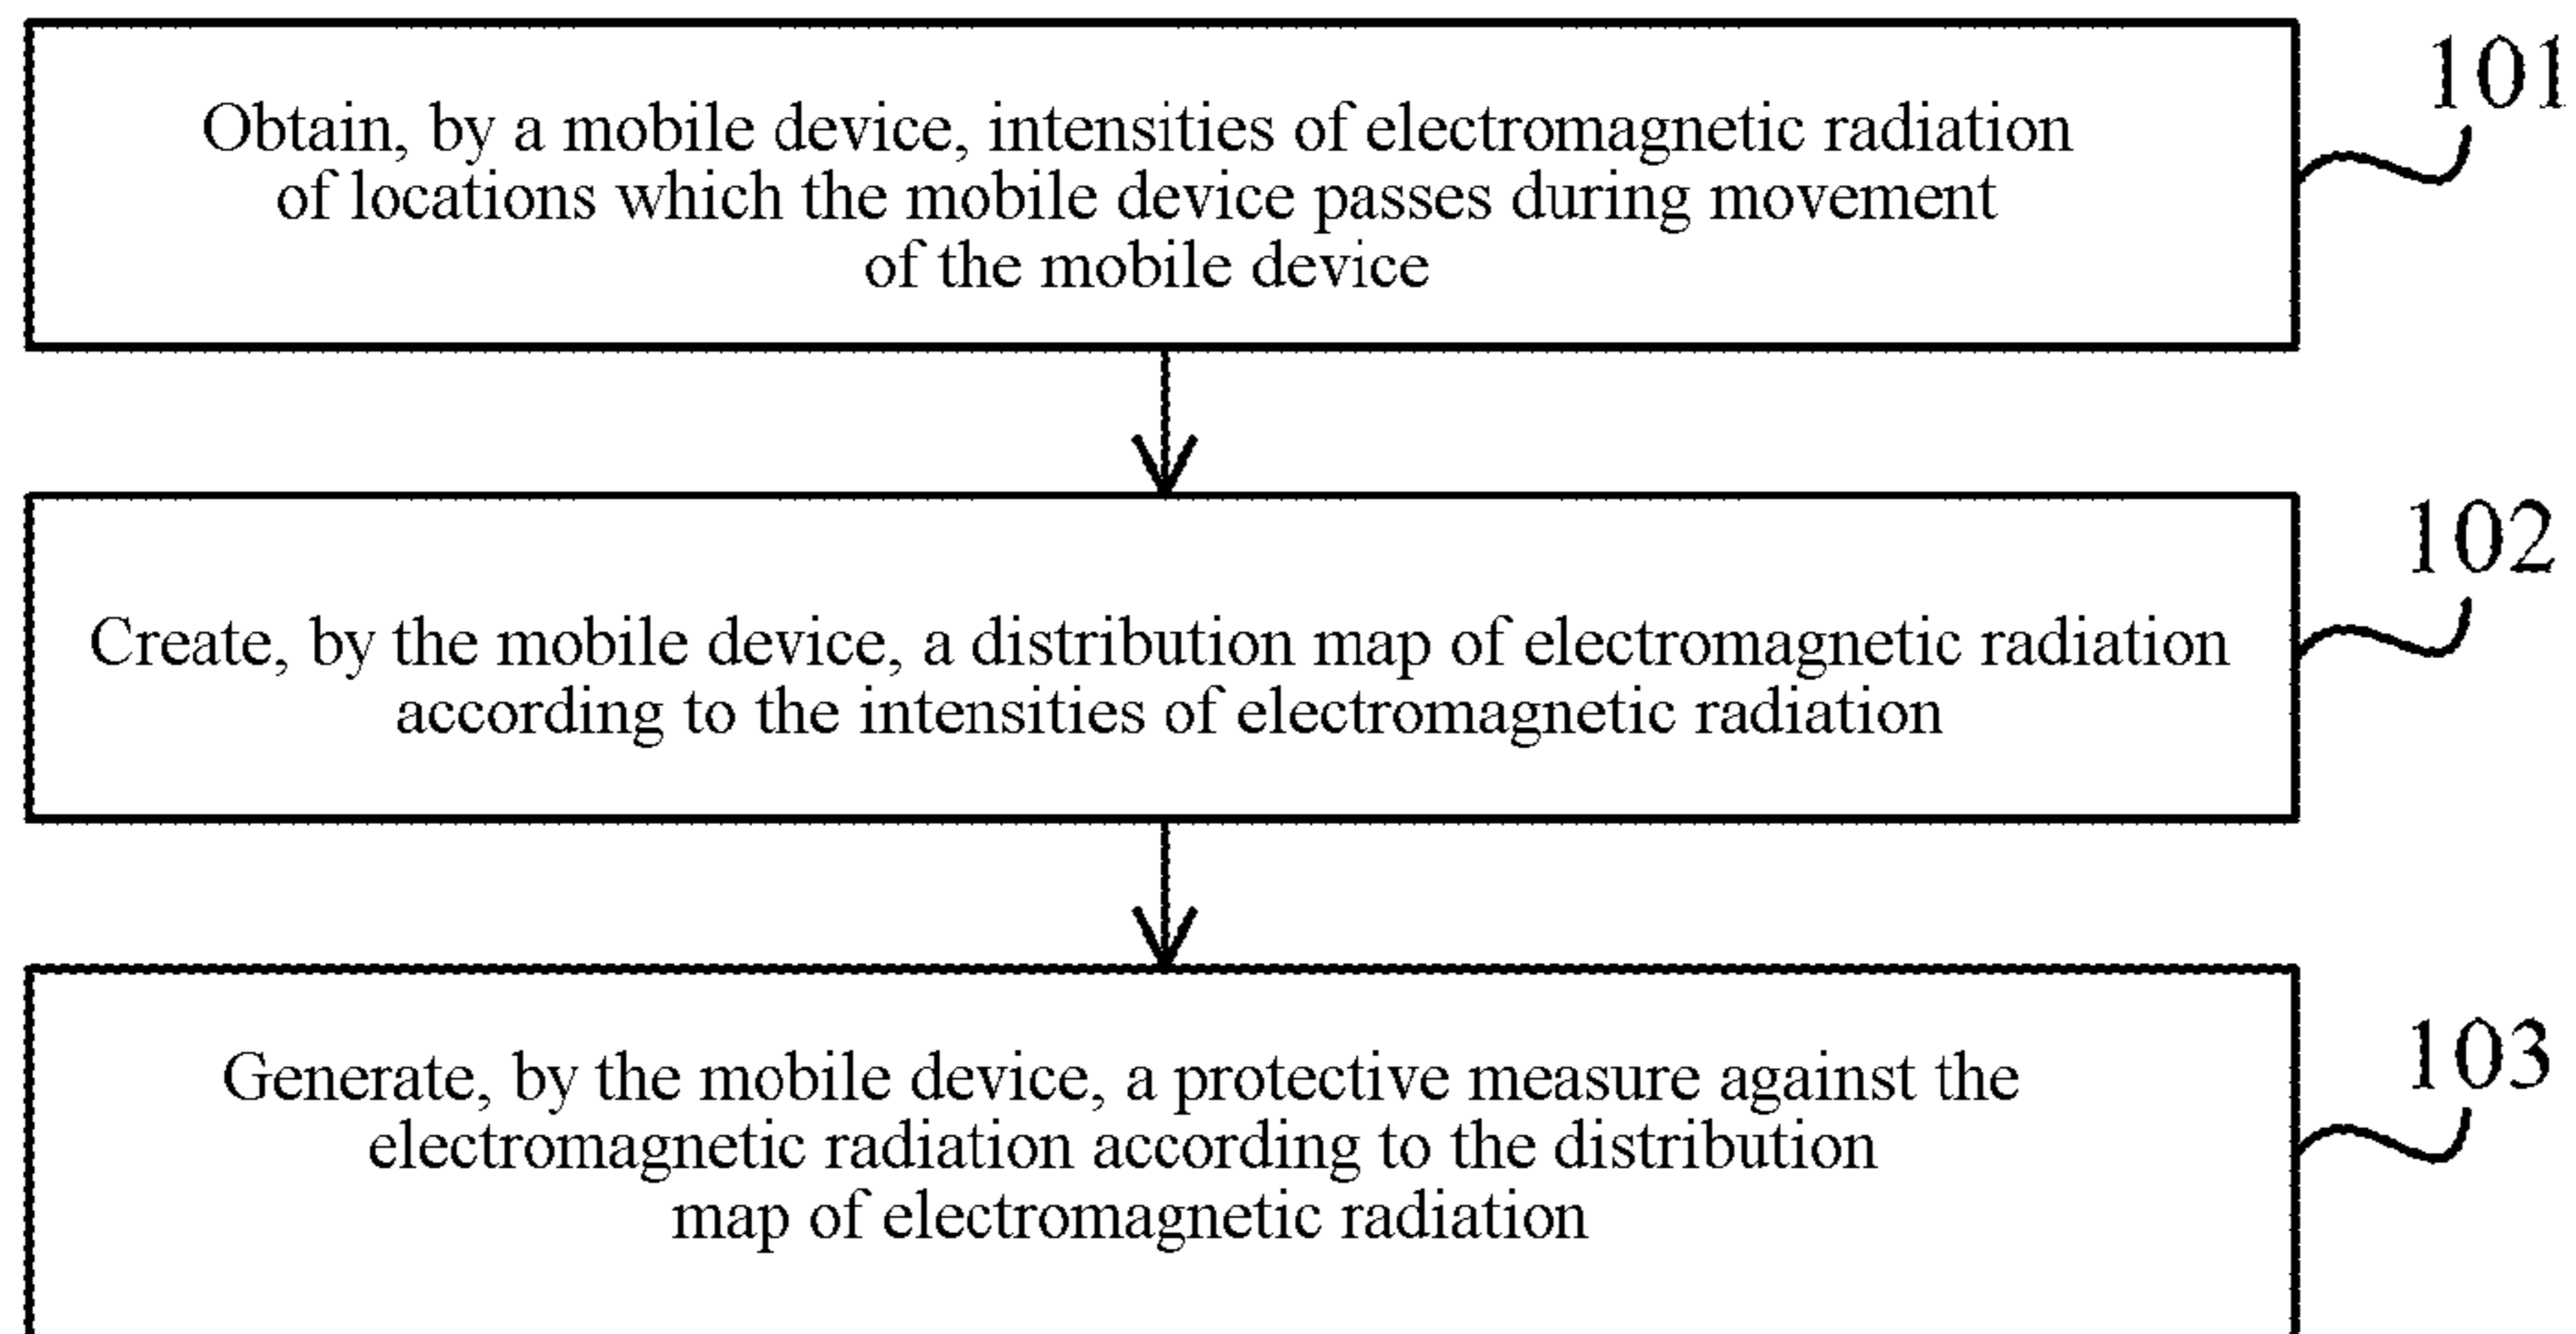 101
Obtain, by a mobile device, intensities of electromagnetic radiation
of locations which the mobile device passes during movement
of the mobile device
102
Create, by the mobile device, a distribution map of electromagnetic radiation
according to the intensities of electromagnetic radiation
103
Generate, by the mobile device, a protective measure against the
electromagnetic radiation according to the distribution
map of electromagnetic radiation